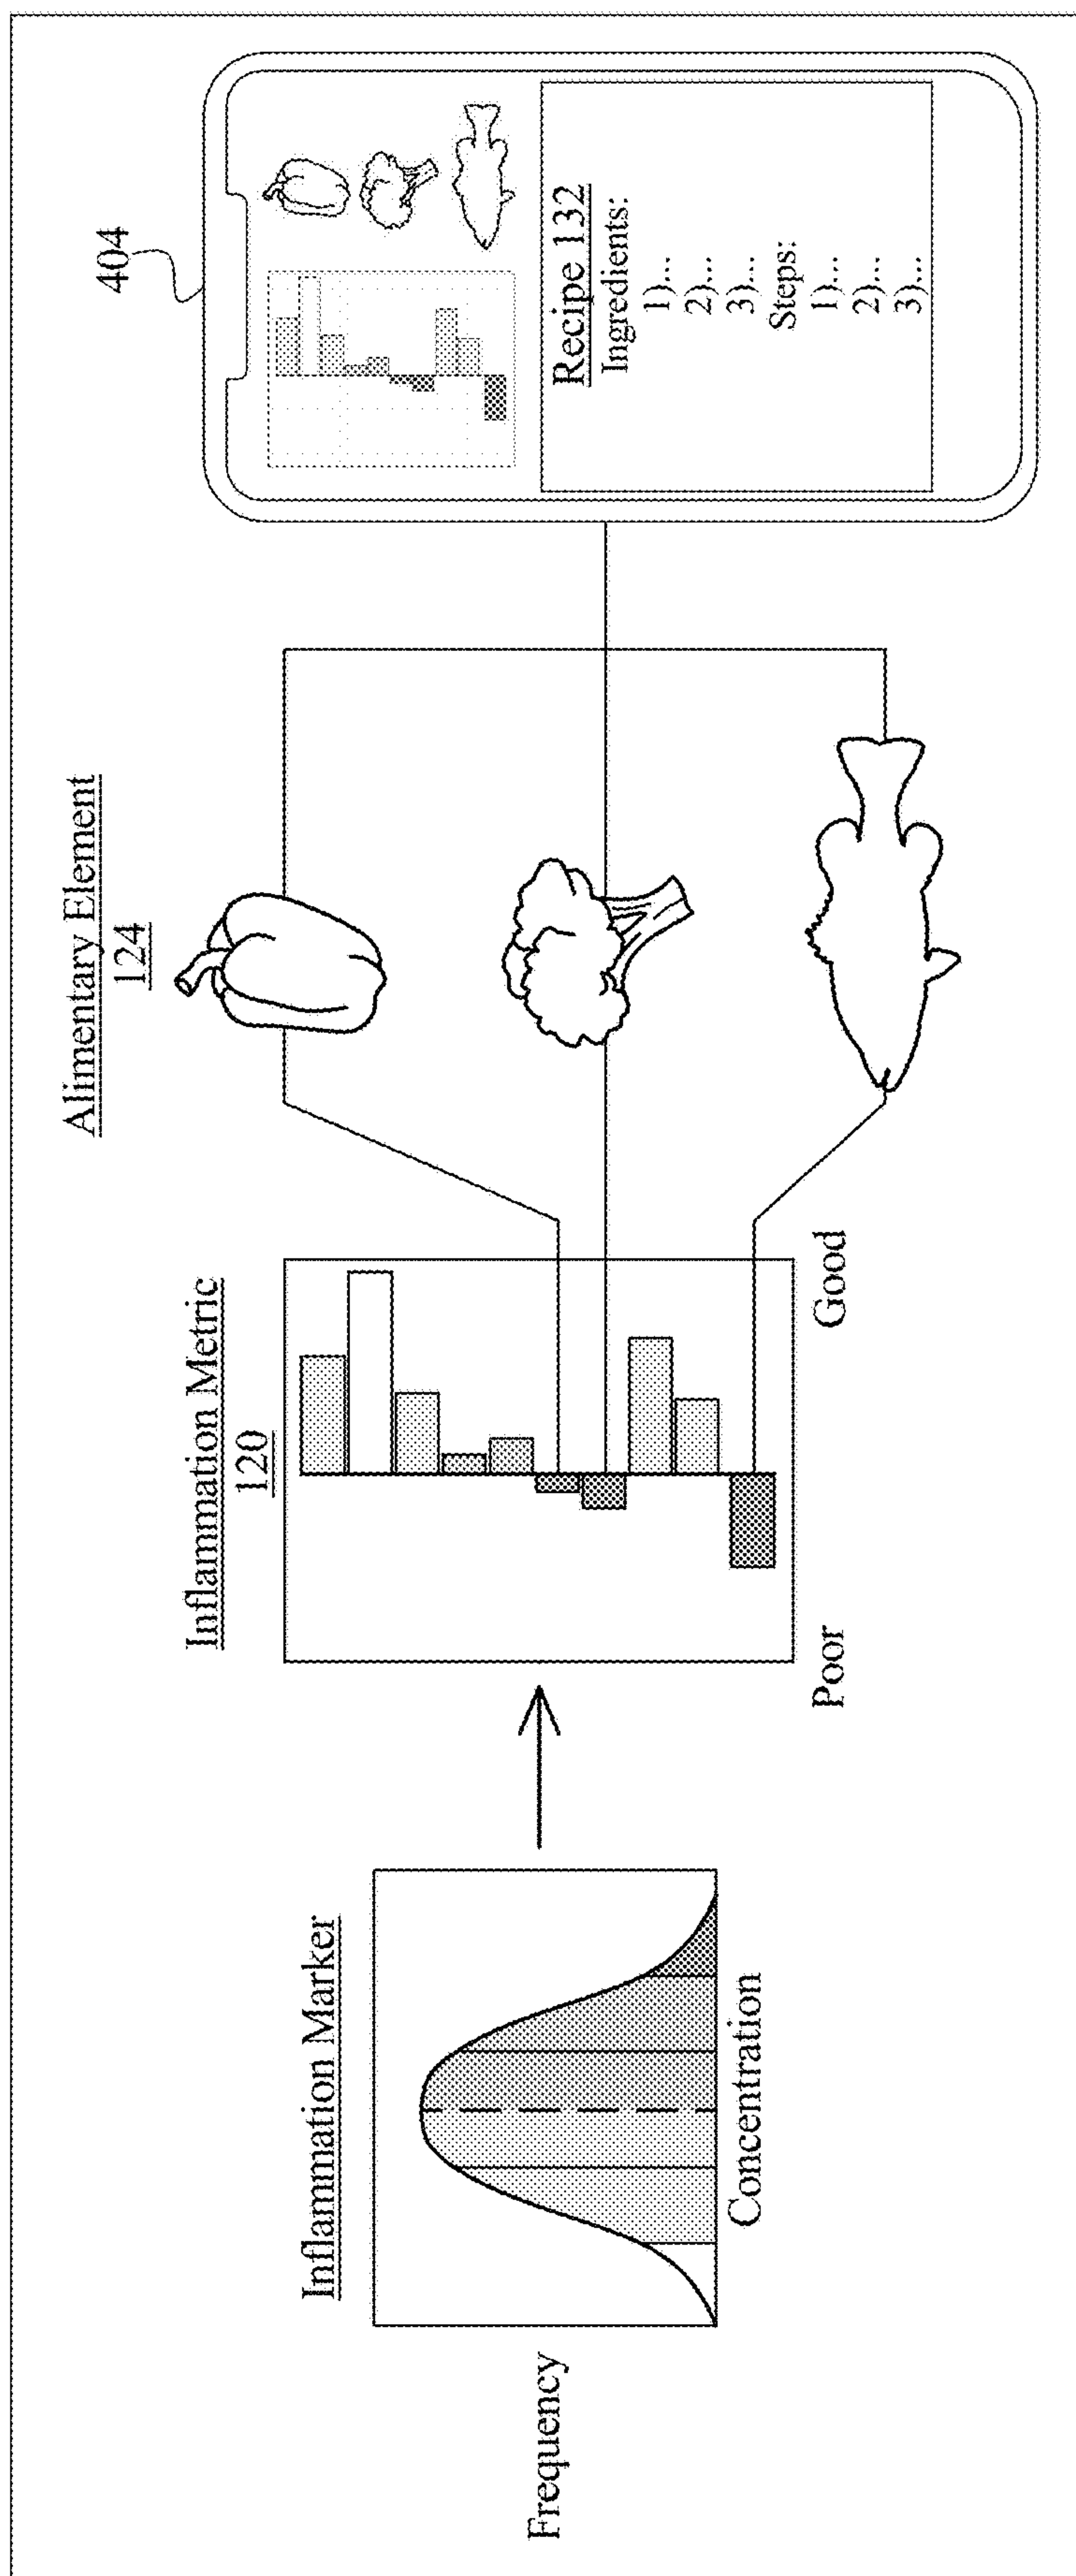 Frequency
Inflammation Marker
Concentration
Inflammation Metric
120
Poor
Good
Alimentary Element
124
404
Recipe 132
Ingredients:
1)...
2)...
3)...
Steps:
1)...
2)...
3)...